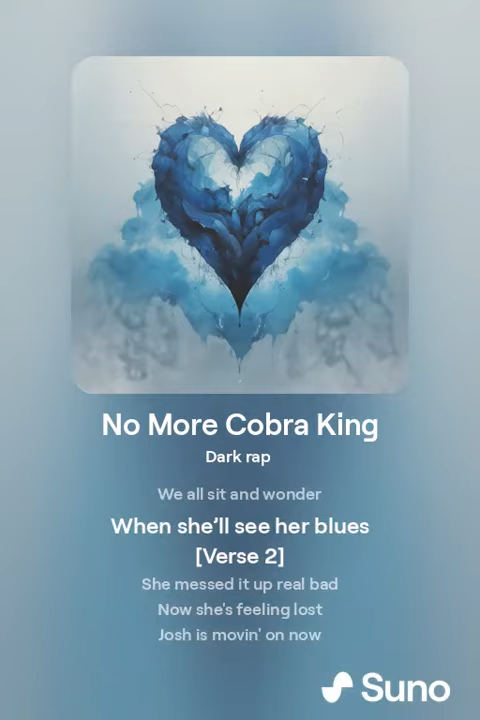 No More Cobra King
Dark rap
We all sit and wonder
When she’ll see her blues
[Verse 2]
She messed it up real bad
Now she's feeling lost
Josh is movin' on now
Suno